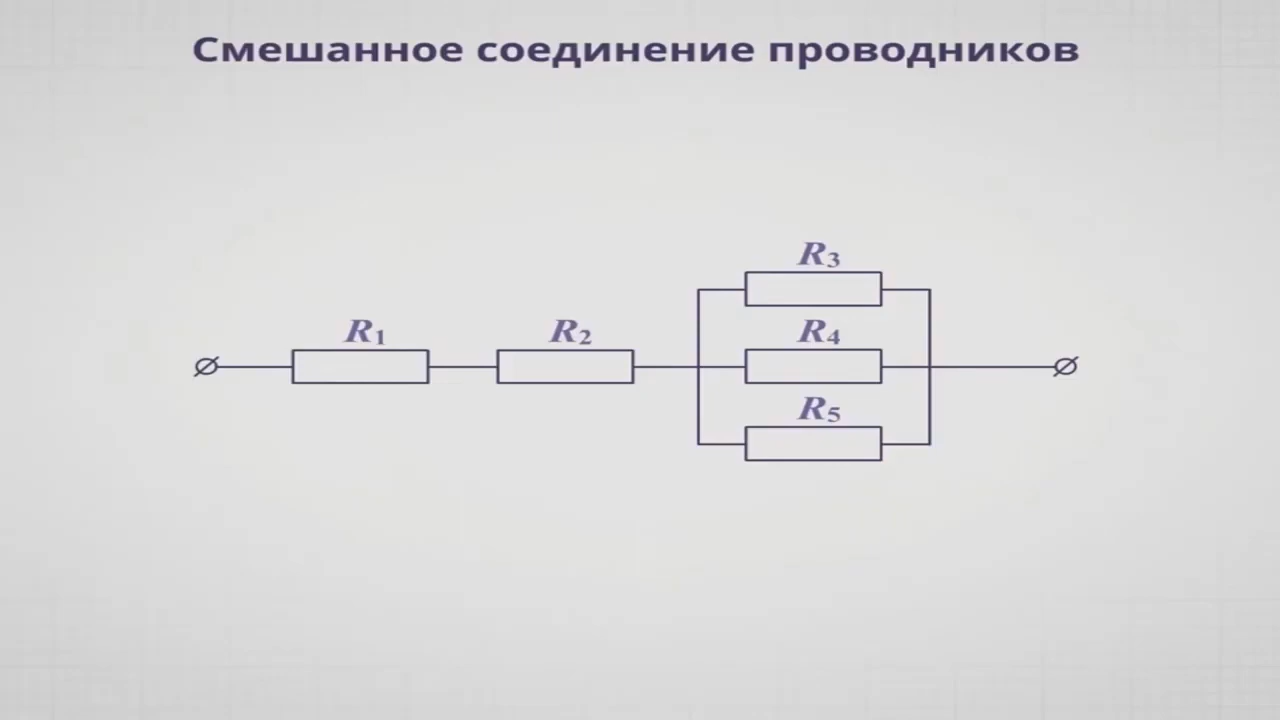 Смешанное соединение проводников
R3
R1
R2
R4
R5